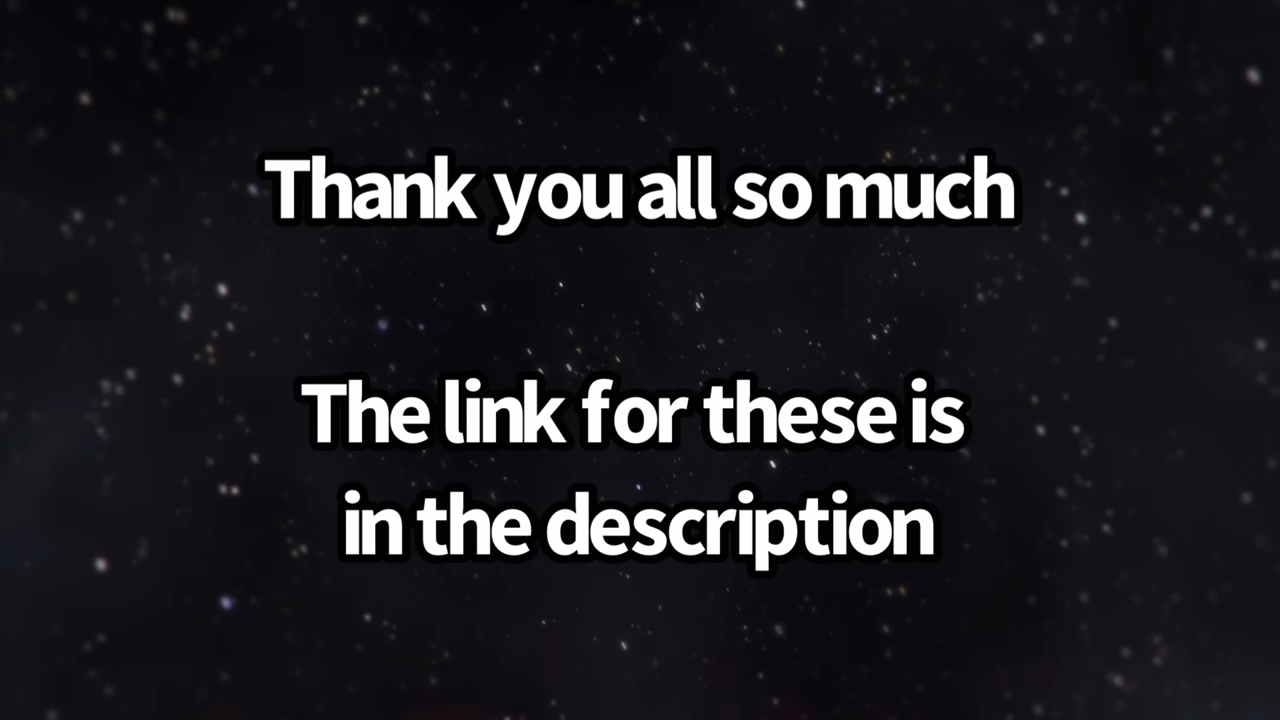 Thank you all so much
The link for these is
in the description